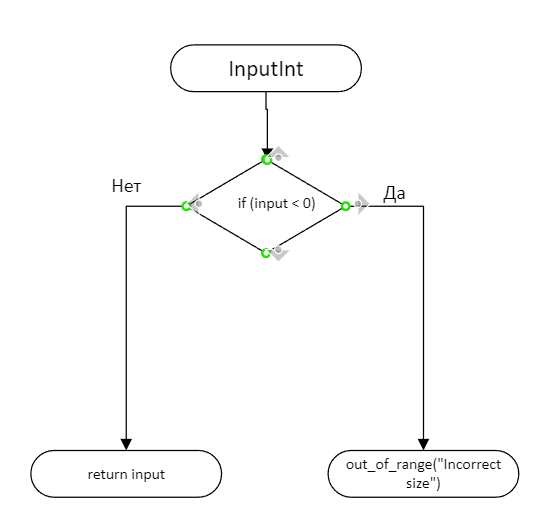 InputInt
Нет
if (input < 0)
Да
return input
out_of_range("Incorrect
size")